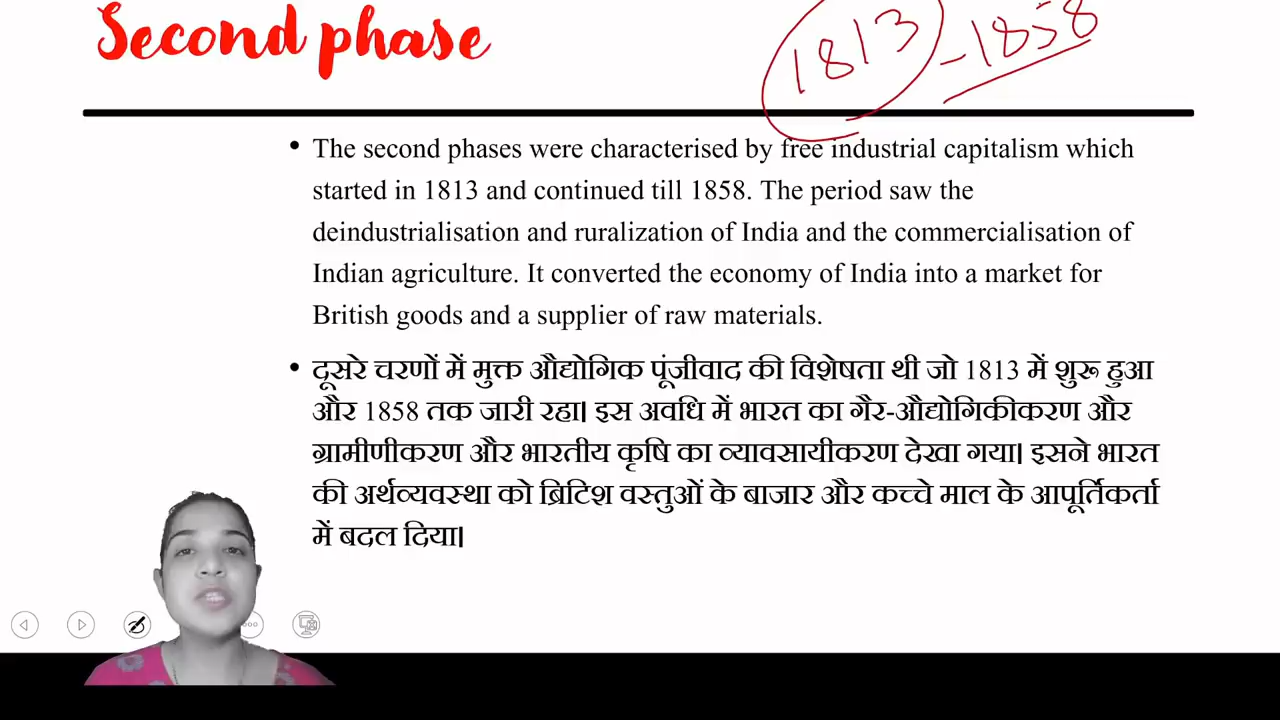 Second phase
1813 - 1858
The second phases were characterised by free industrial capitalism which
started in 1813 and continued till 1858. The period saw the
deindustrialisation and ruralization of India and the commercialisation of
Indian agriculture. It converted the economy of India into a market for
British goods and a supplier of raw materials.
दूसरे चरणों में मुक्त औद्योगिक पूंजीवाद की विशेषता थी जो 1813 में शुरू हुआ
और 1858 तक जारी रहा। इस अवधि में भारत का गैर-औद्योगिकीकरण और
ग्रामीणीकरण और भारतीय कृषि का व्यावसायीकरण देखा गया। इसने भारत
की अर्थव्यवस्था को ब्रिटिश वस्तुओं के बाजार और कच्चे माल के आपूर्तिकर्ता
में बदल दिया।